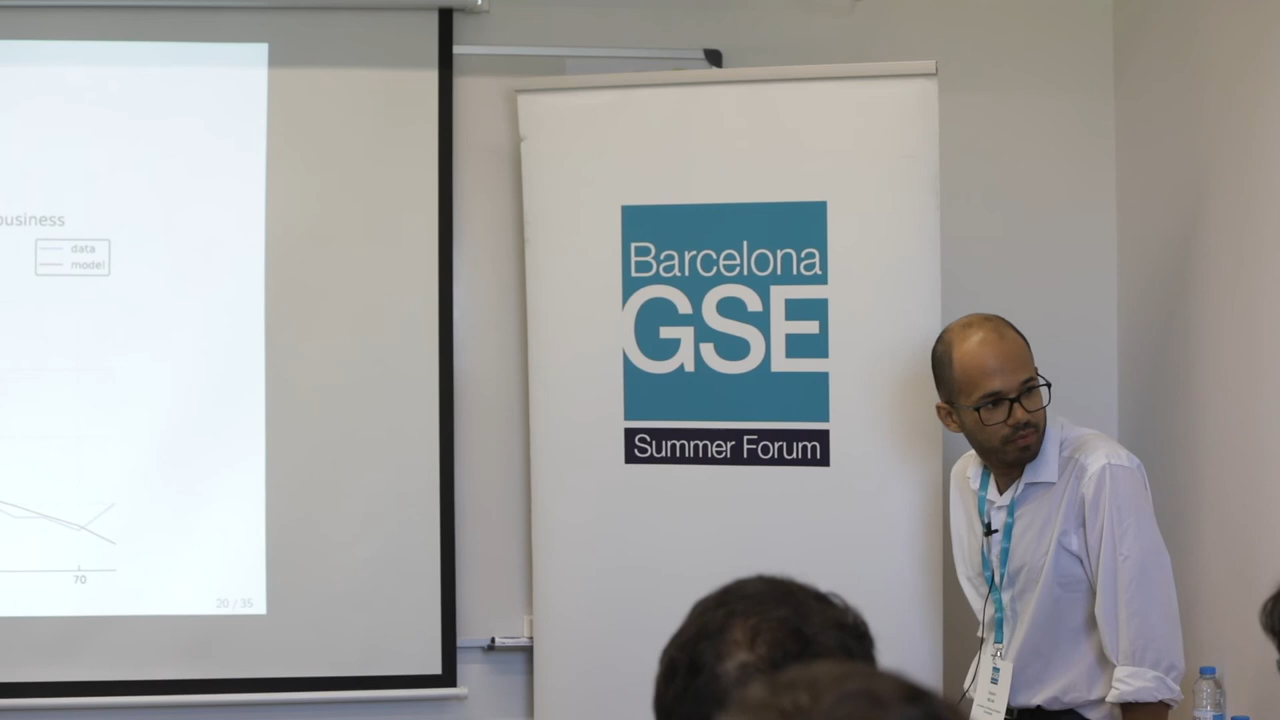 business
data
model
70
20 / 35
Barcelona
GSE
Summer Forum